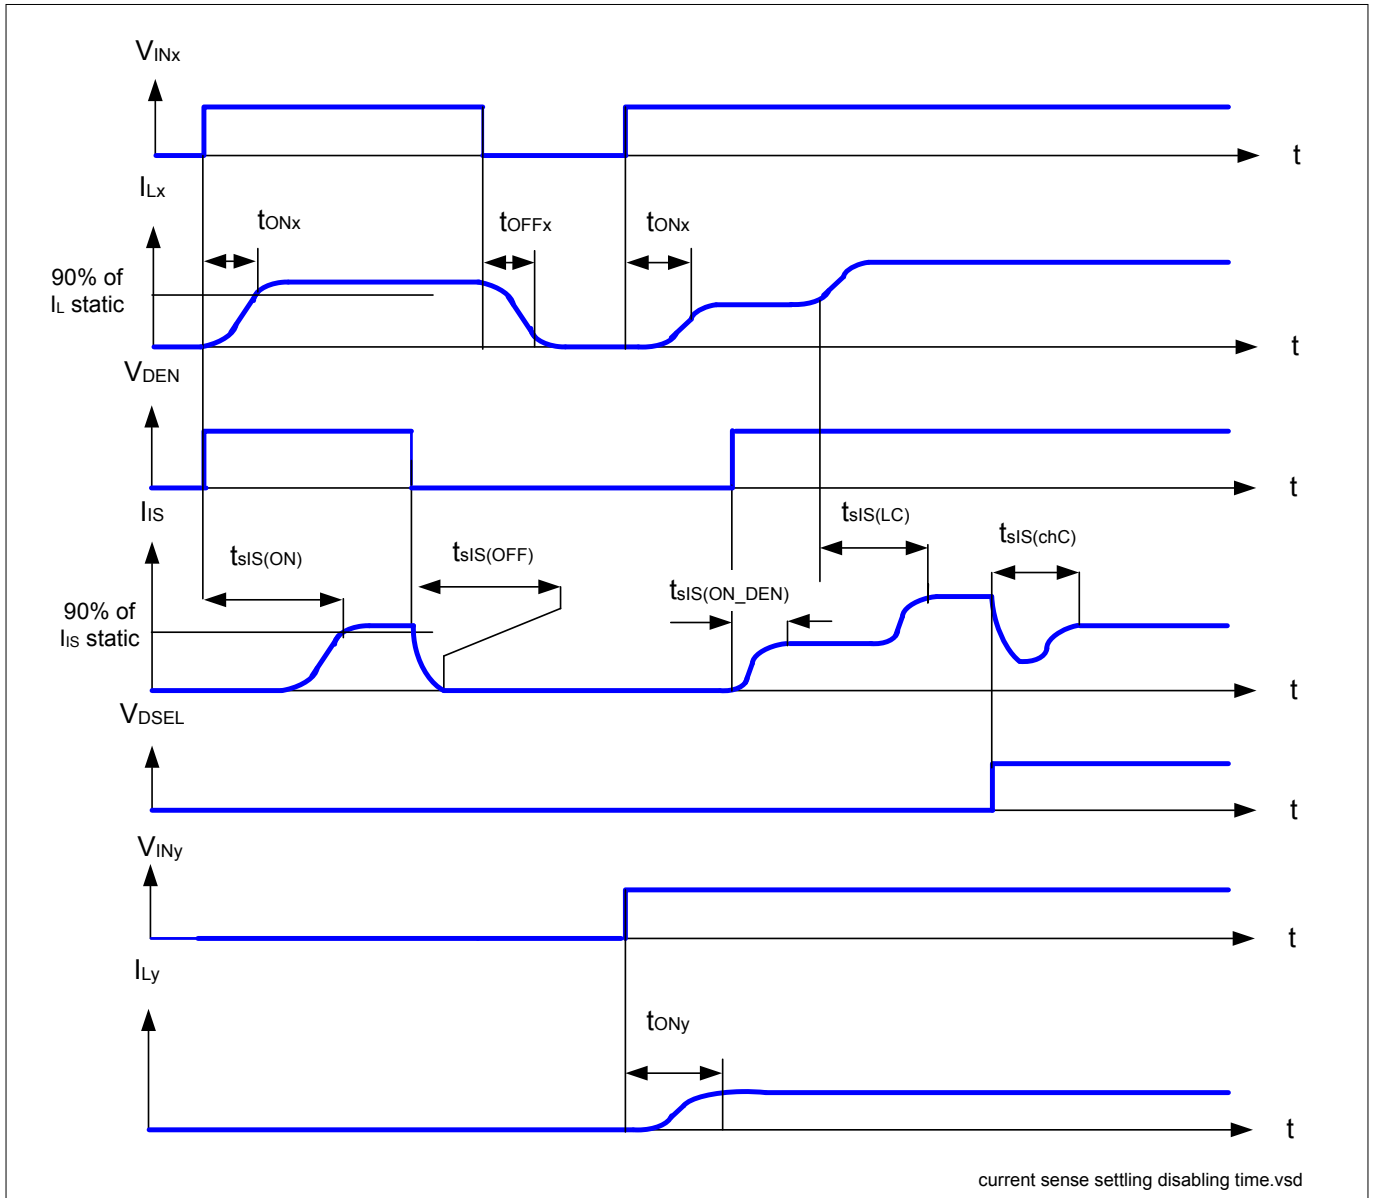 VINx
t
ILx
tONx
tOFFx
tONx
90% of
IL static
t
VDEN
t
IIS
tsIS(ON)
tsIS(OFF)
tsIS(LC)
tsIS(chC)
tsIS(ON_DEN)
90% of
IIS static
t
VDSEL
t
VINy
t
ILy
tONy
t
current sense settling disabling time.vsd